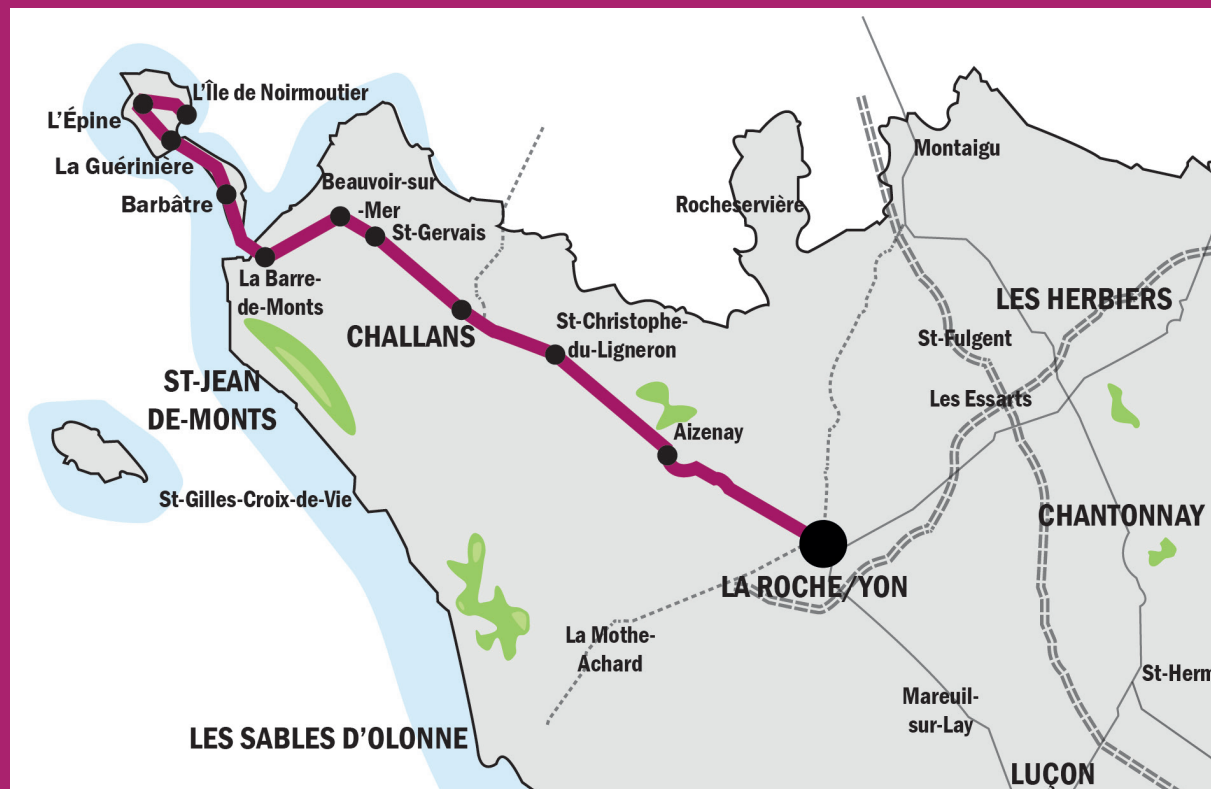 L'Île de Noirmoutier
L'Épine
La Guérinière
Barbâtre
Beauvoir-sur
-Mer
St-Gervais
La Barre-
de-Monts
CHALLANS
St-Christophe-
du-Ligneron
Aizenay
ST-JEAN
DE-MONTS
St-Gilles-Croix-de-Vie
Montaigu
Rocheservière
LES HERBIERS
St-Fulgent
Les Essarts
CHANTONNAY
LA ROCHE/YON
La Mothe-
Achard
Mareuil-
sur-Lay
St-Herm
LES SABLES D'OLONNE
LUÇON